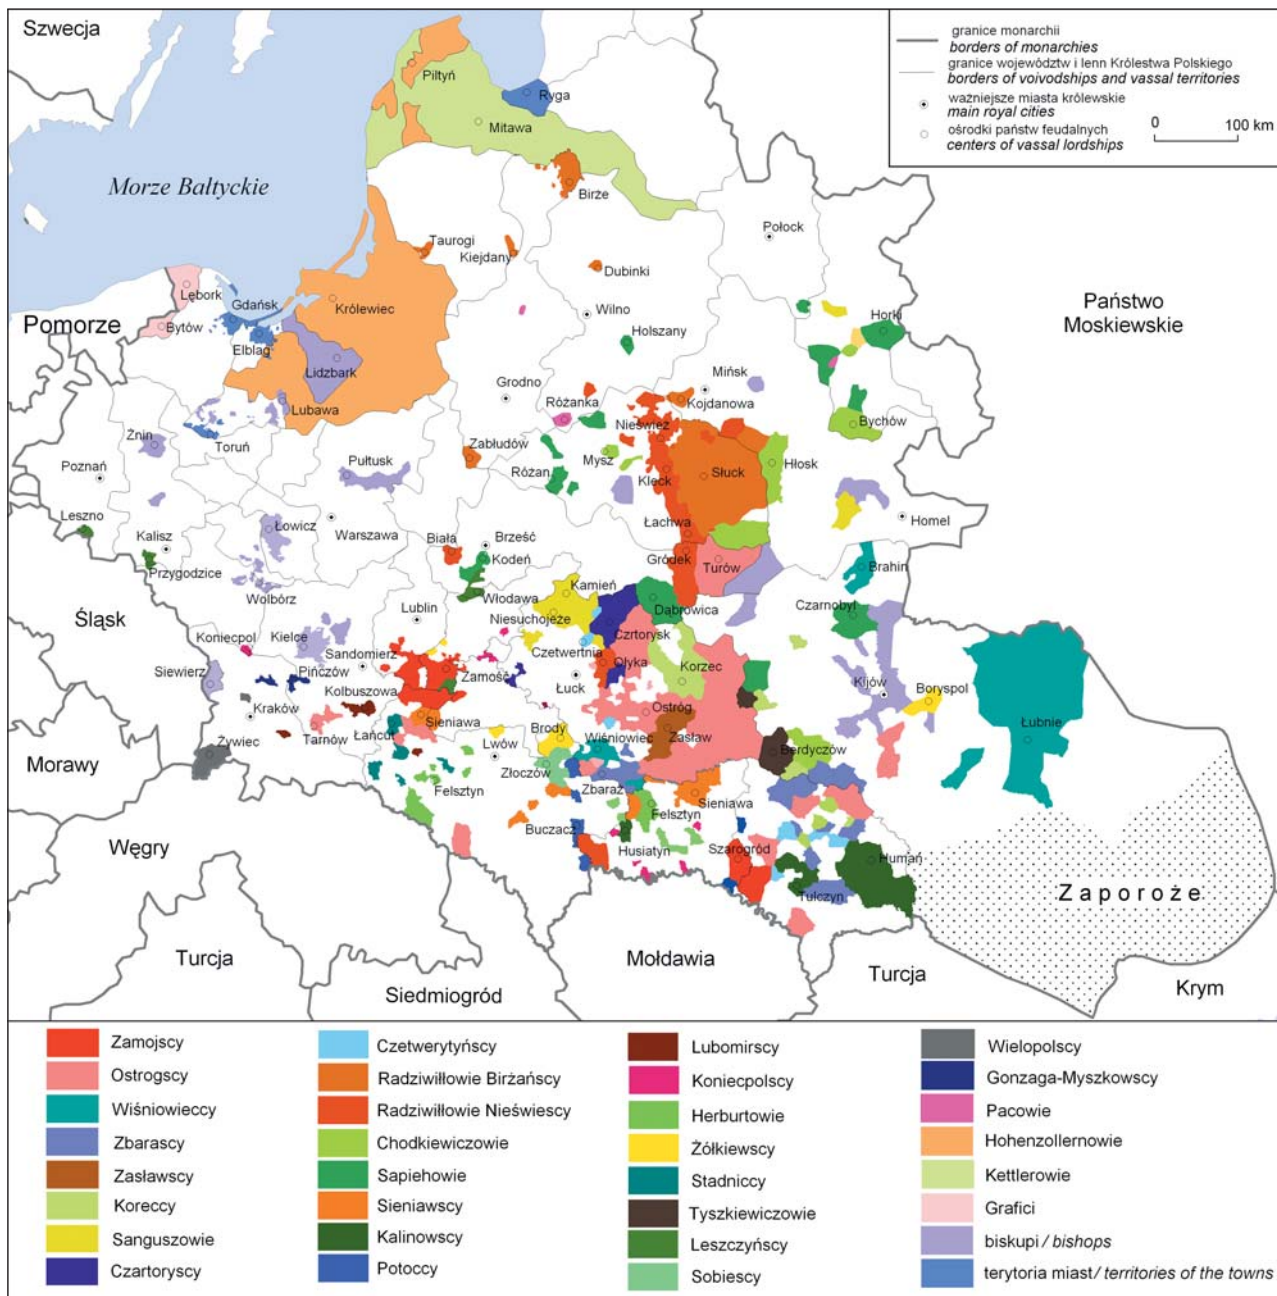 Szwecja
granice monarchii
borders of monarchies
granice województw i lenn Królestwa Polskiego
borders of voivodships and vassal territories
ważniejsze miasta królewskie
main royal cities
ośrodki państw feudalnych
centers of vassal lordships
0 100 km
Piltyń
Ryga
Mitawa
Morze Bałtyckie
Birże
Połock
Taurogi
Kiejdany
Dubinki
Lębork
Gdańsk
Królewiec
Wilno
Państwo
Moskiewskie
Pomorze
Bytów
Elbląg
Holszany
Horki
Lidzbark
Grodno
Mińsk
Lubawa
Różanka
Kojdanowa
Bychów
Żnin
Toruń
Nieśwież
Zabłudów
Poznań
Pułtusk
Różan
Mysz
Kleck
Słuck
Hłosk
Leszno
Łowicz
Warszawa
Łachwa
Homel
Kalisz
Biała
Brześć
Gródek
Przygodzice
Kodeń
Turów
Brahin
Wolbórz
Włodawa
Kamień
Śląsk
Lublin
Niesuchojeże
Dąbrowica
Czarnobyl
Koniecpol
Kielce
Czrtorysk
Sandomierz
Czetwertnia
Siewierz
Pińczów
Zamość
Ołyka
Korzec
Kolbuszowa
Łuck
Kijów
Boryspol
Kraków
Sieniawa
Ostróg
Łubnie
Żywiec
Tarnów
Łańcut
Brody
Wiśniowiec
Zasław
Lwów
Berdyczów
Morawy
Złoczów
Zbaraż
Felsztyn
Sieniawa
Felsztyn
Buczacz
Węgry
Husiatyn
Szarogród
Humań
Zaporoże
Tulczyn
Turcja
Mołdawia
Turcja
Siedmiogród
Krym
Zamojscy
Ostrogscy
Wiśniowieccy
Zbarascy
Zasławscy
Koreccy
Sanguszowie
Czartoryscy
Czetwertyńscy
Radziwiłłowie Birżańscy
Radziwiłłowie Nieświescy
Chodkiewiczowie
Sapiehowie
Sieniawscy
Kalinowscy
Potoccy
Lubomirscy
Koniecpolscy
Herburtowie
Żółkiewscy
Stadniccy
Tyszkiewiczowie
Leszczyńscy
Sobiescy
Wielopolscy
Gonzaga-Myszkowscy
Pacowie
Hohenzollernowie
Kettlerowie
Grafici
biskupi / bishops
terytoria miast / territories of the towns